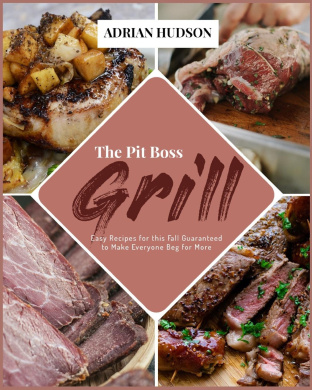 ADRIAN HUDSON
The Pit Boss
Grill
Easy Recipes for this Fall Guaranteed
to Make Everyone Beg for More